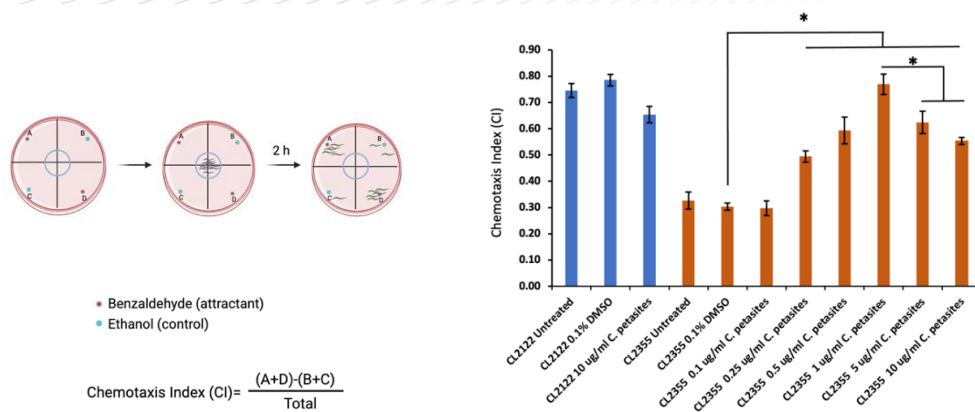 A
B
C
D
A
B
C
D
2 h
A
B
C
D
Benzaldehyde (attractant)
Ethanol (control)
Chemotaxis Index (CI)= (A+D)-(B+C)
Total
*
*
Chemotaxis Index (CI)
0.90
0.80
0.70
0.60
0.50
0.40
0.30
0.20
0.10
0.00
CL2122 Untreated
CL2122 0.1% DMSO
CL2122 10 ug/ml C. petasites
CL2355 Untreated
CL2355 0.1% DMSO
CL2355 0.1 ug/ml C. petasites
CL2355 0.25 ug/ml C. petasites
CL2355 0.5 ug/ml C. petasites
CL2355 1 ug/ml C. petasites
CL2355 5 ug/ml C. petasites
CL2355 10 ug/ml C. petasites